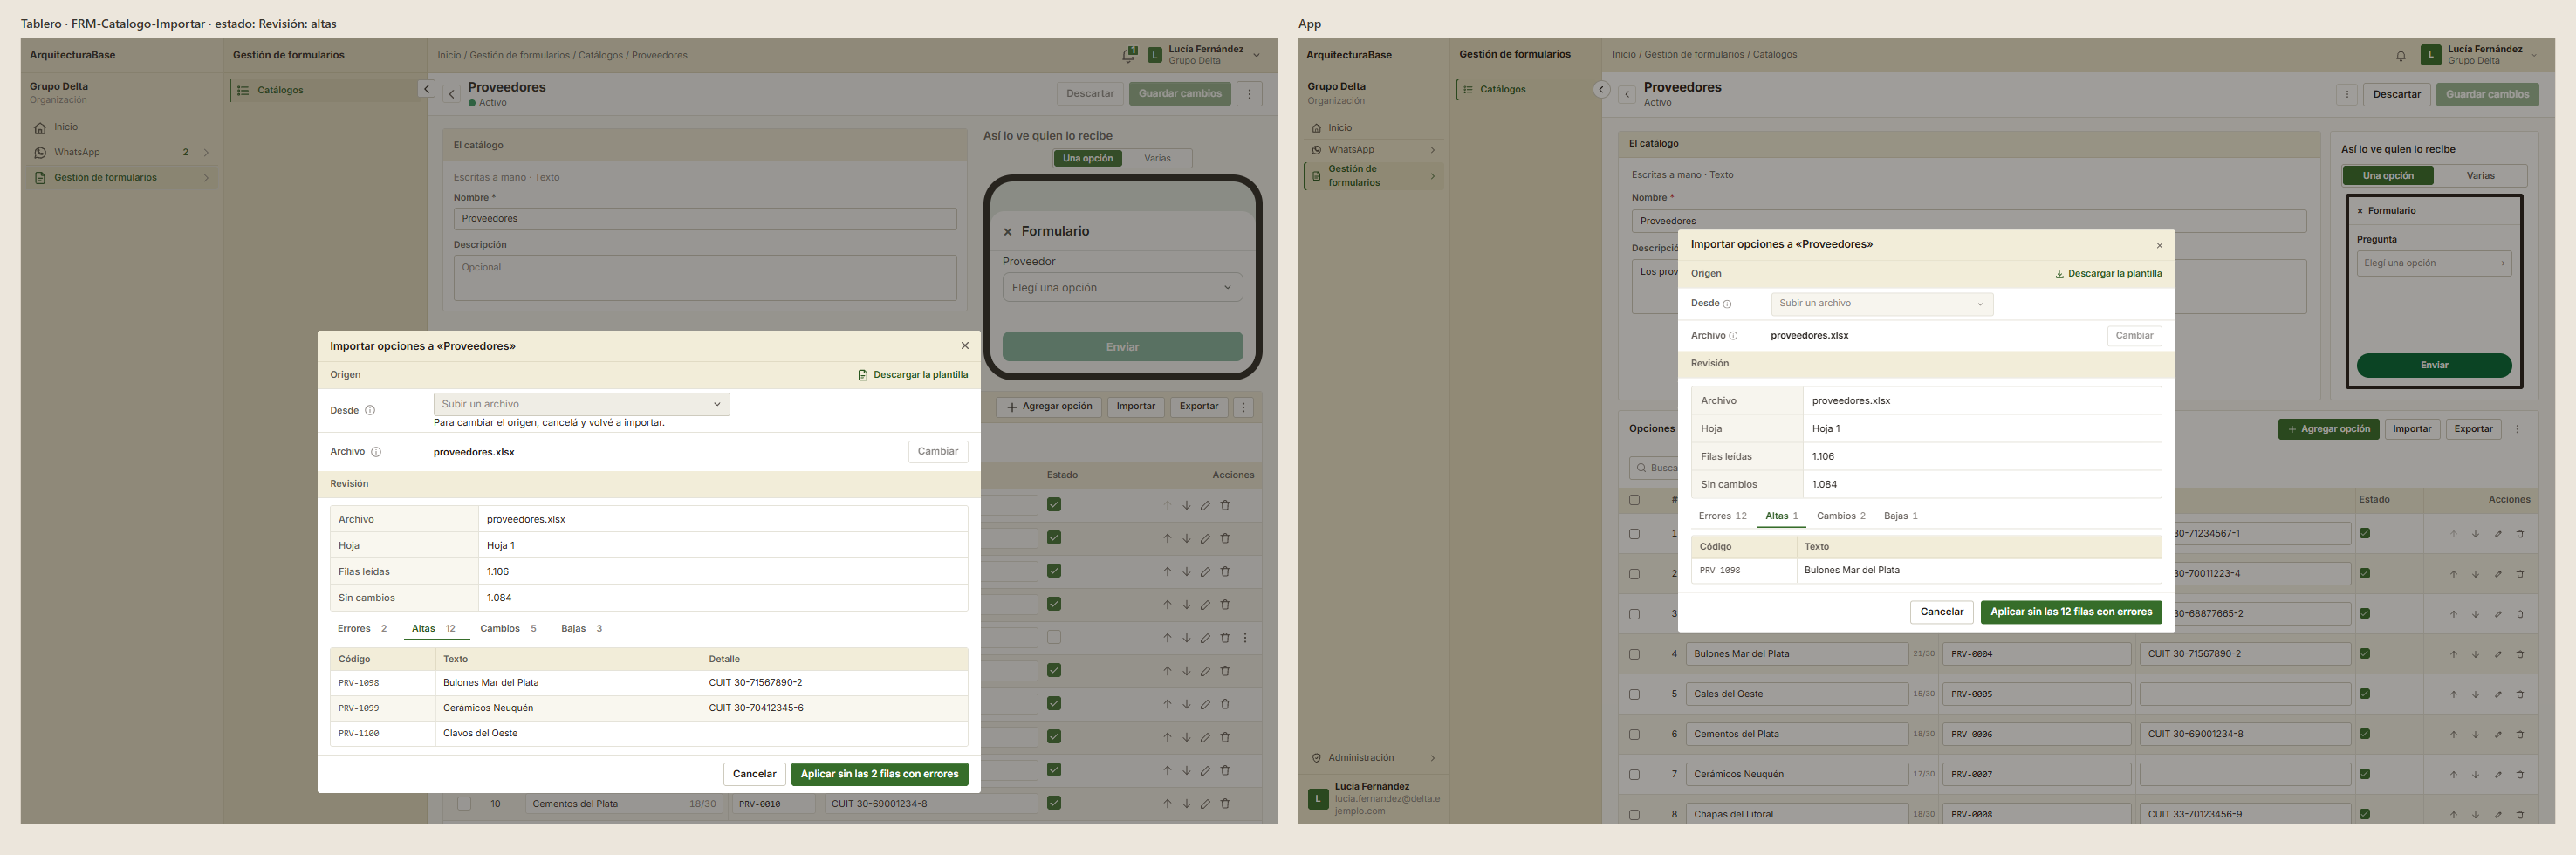 Tablero · FRM-Catalogo-Importar · estado: Revisión: altas
ArquitecturaBase
Grupo Delta
Organización
Inicio
WhatsApp 2
Gestión de formularios
Gestión de formularios
Catálogos
Inicio / Gestión de formularios / Catálogos / Proveedores
1
L
Lucía Fernández
Grupo Delta
Proveedores
Activo
Descartar
Guardar cambios
El catálogo
Escritas a mano · Texto
Nombre *
Proveedores
Descripción
Opcional
Así lo ve quien lo recibe
Una opción
Varias
× Formulario
Proveedor
Elegí una opción
Enviar
+ Agregar opción
Importar
Exportar
Estado
Acciones
10 Cementos del Plata 18/30 PRV-0010 CUIT 30-69001234-8
Importar opciones a «Proveedores»
Origen
Descargar la plantilla
Desde
Subir un archivo
Para cambiar el origen, cancelá y volvé a importar.
Archivo
proveedores.xlsx
Cambiar
Revisión
Archivo proveedores.xlsx
Hoja Hoja 1
Filas leídas 1.106
Sin cambios 1.084
Errores 2 Altas 12 Cambios 5 Bajas 3
Código Texto Detalle
PRV-1098 Bulones Mar del Plata CUIT 30-71567890-2
PRV-1099 Cerámicos Neuquén CUIT 30-70412345-6
PRV-1100 Clavos del Oeste
Cancelar
Aplicar sin las 2 filas con errores
App
ArquitecturaBase
Grupo Delta
Organización
Inicio
WhatsApp
Gestión de
formularios
Administración
L
Lucía Fernández
lucia.fernandez@delta.e
jemplo.com
Gestión de formularios
Catálogos
Inicio / Gestión de formularios / Catálogos
L
Lucía Fernández
Grupo Delta
Proveedores
Activo
Descartar
Guardar cambios
El catálogo
Escritas a mano · Texto
Nombre *
Proveedores
Descripció
Los prov
Así lo ve quien lo recibe
Una opción
Varias
× Formulario
Pregunta
Elegí una opción
Enviar
Opciones
+ Agregar opción
Importar
Exportar
Busca
#
Estado
Acciones
1 30-71234567-1
2 30-70011223-4
3 30-68877665-2
4 Bulones Mar del Plata 21/30 PRV-0004 CUIT 30-71567890-2
5 Cales del Oeste 15/30 PRV-0005
6 Cementos del Plata 18/30 PRV-0006 CUIT 30-69001234-8
7 Cerámicos Neuquén 17/30 PRV-0007
8 Chapas del Litoral 18/30 PRV-0008 CUIT 33-70123456-9
Importar opciones a «Proveedores»
Origen
Descargar la plantilla
Desde
Subir un archivo
Archivo
proveedores.xlsx
Cambiar
Revisión
Archivo proveedores.xlsx
Hoja Hoja 1
Filas leídas 1.106
Sin cambios 1.084
Errores 12 Altas 1 Cambios 2 Bajas 1
Código Texto
PRV-1098 Bulones Mar del Plata
Cancelar
Aplicar sin las 12 filas con errores